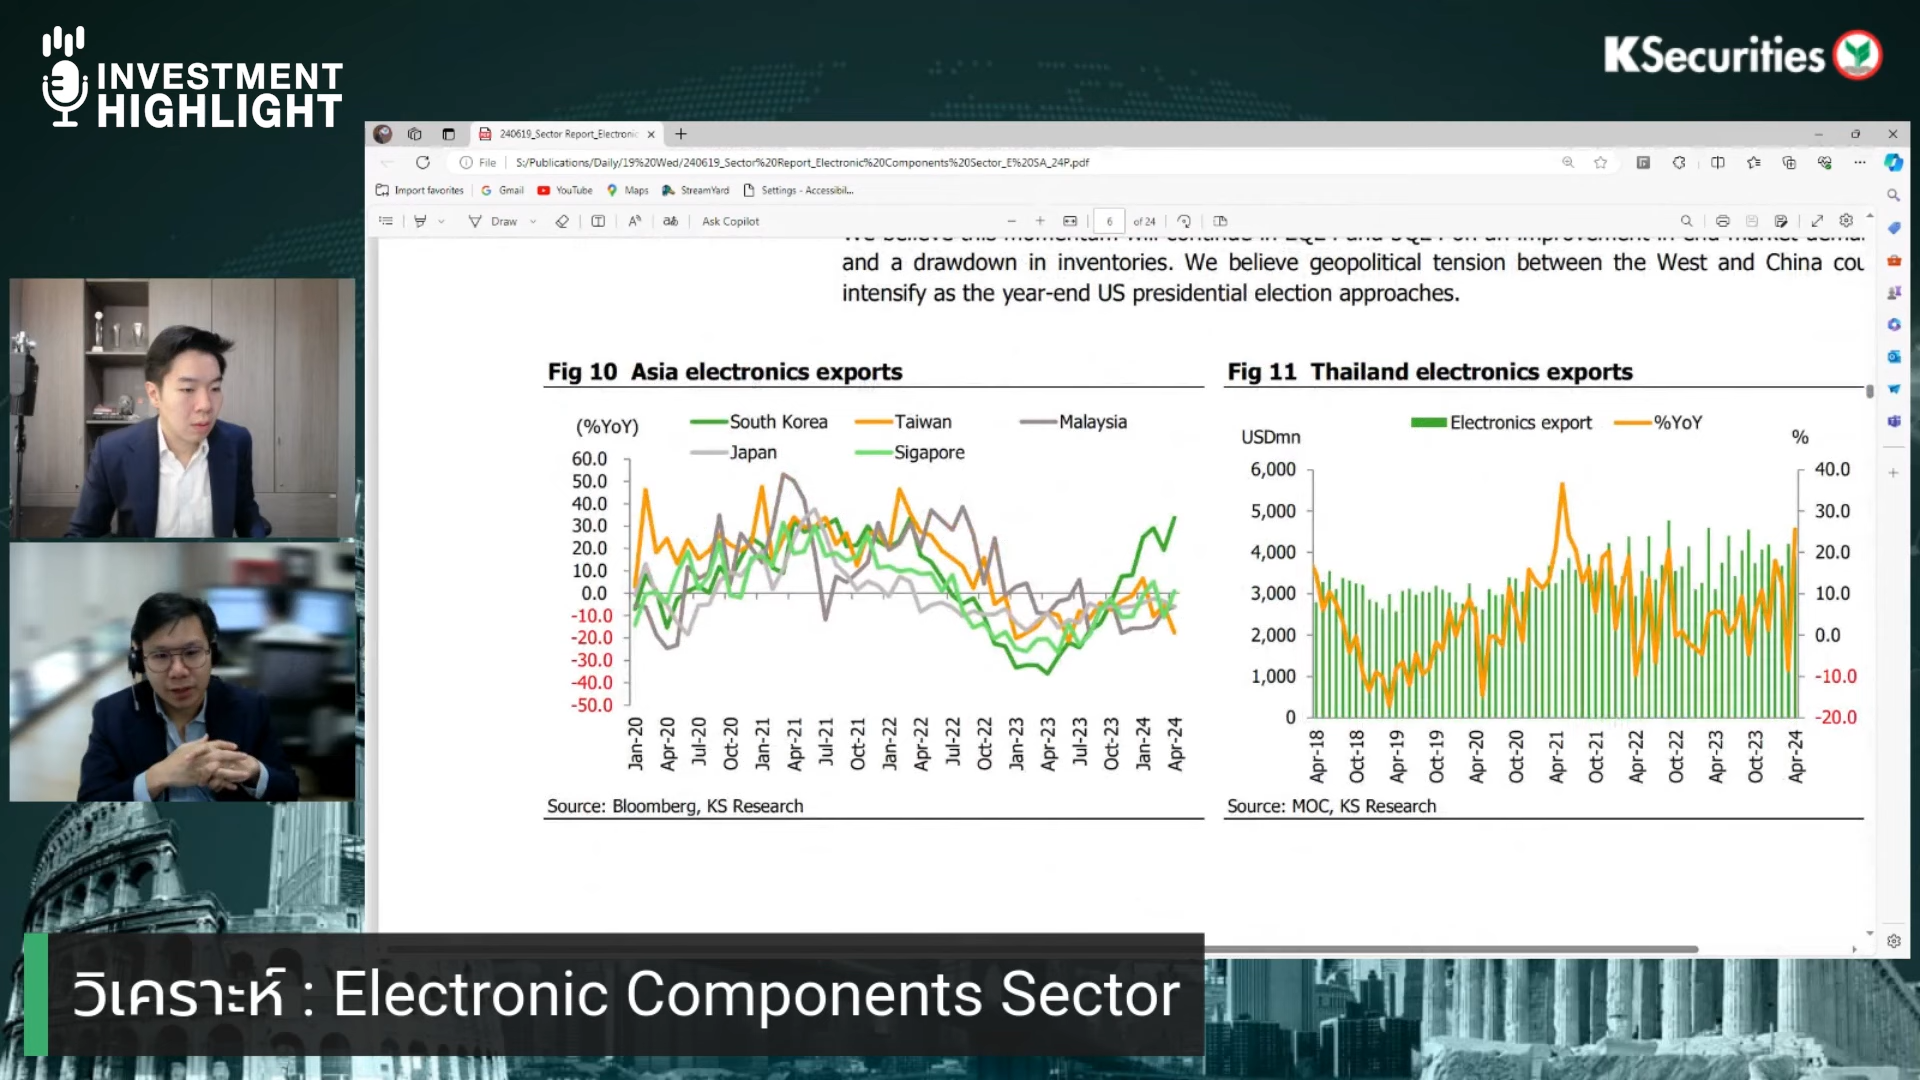 INVESTMENT
HIGHLIGHT
KSecurities
240619_Sector Report_Electronic
File
S:/Publications/Daily/19%20Wed/240619_Sector%20Report_Electronic%20Components%20Sector_E%20SA_24P.pdf
Import favorites
Gmail
YouTube
Maps
StreamYard
Settings - Accessibil...
Draw
Ask Copilot
6
of 24
and a drawdown in inventories. We believe geopolitical tension between the West and China cou
intensify as the year-end US presidential election approaches.
Fig 10 Asia electronics exports
(%YoY)
South Korea
Taiwan
Malaysia
Japan
Sigapore
60.0
50.0
40.0
30.0
20.0
10.0
0.0
-10.0
-20.0
-30.0
-40.0
-50.0
Jan-20
Apr-20
Jul-20
Oct-20
Jan-21
Apr-21
Jul-21
Oct-21
Jan-22
Apr-22
Jul-22
Oct-22
Jan-23
Apr-23
Jul-23
Oct-23
Jan-24
Apr-24
Source: Bloomberg, KS Research
Fig 11 Thailand electronics exports
Electronics export
%YoY
USDmn
%
6,000
5,000
4,000
3,000
2,000
1,000
0
40.0
30.0
20.0
10.0
0.0
-10.0
-20.0
Apr-18
Oct-18
Apr-19
Oct-19
Apr-20
Oct-20
Apr-21
Oct-21
Apr-22
Oct-22
Apr-23
Oct-23
Apr-24
Source: MOC, KS Research
วิเคราะห์ : Electronic Components Sector